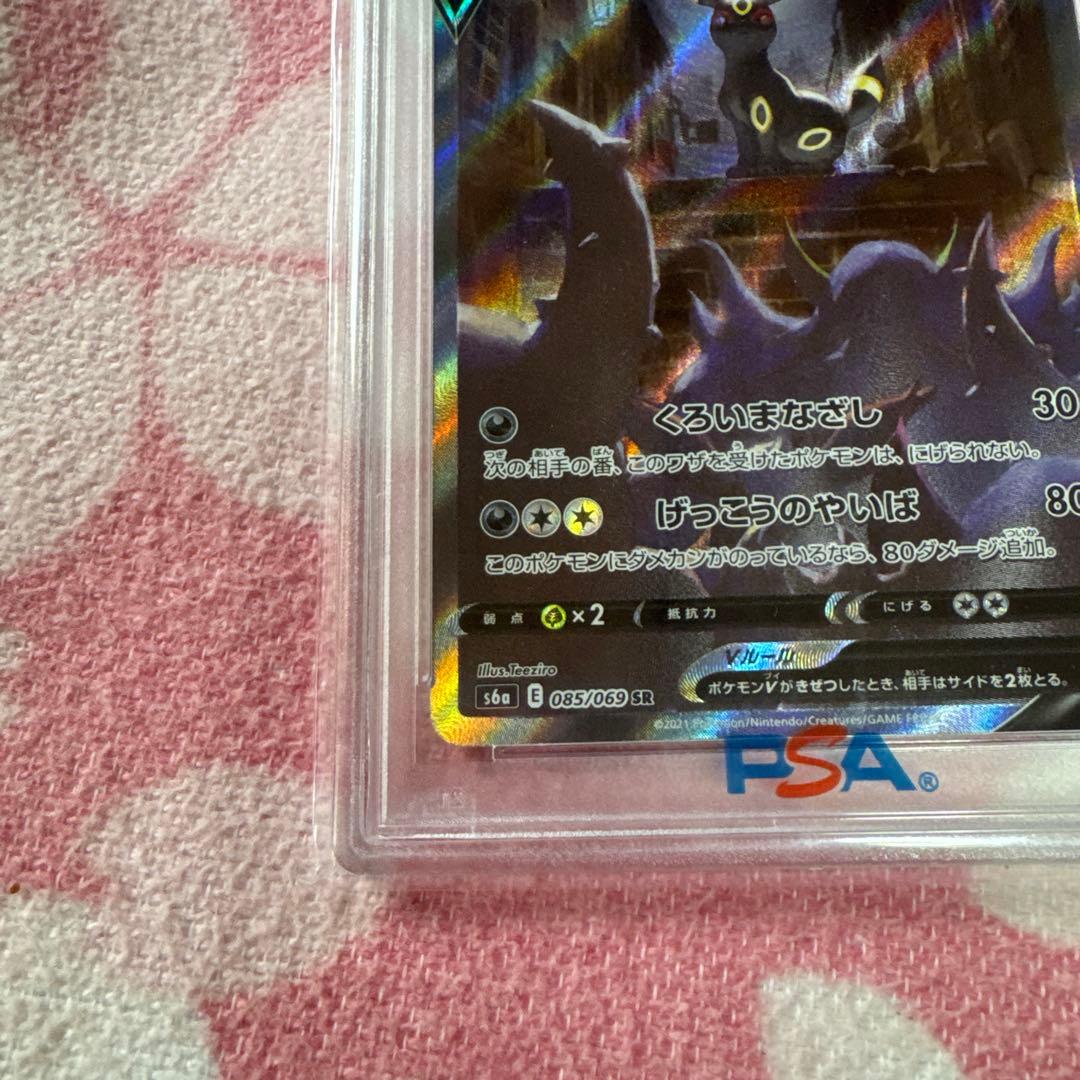 くろいまなざし 30
次の相手の番、このワザを受けたポケモンは、にげられない。
げっこうのやいば 80
このポケモンにダメカンがのっているなら、80ダメージ追加。
弱点 ×2 抵抗力 にげる
Vルール
ポケモンVがきぜつしたとき、相手はサイドを2枚とる。
Illus. Teeziro
s6a E 085/069 SR
©2021 Pokémon/Nintendo/Creatures/GAME
PSA®